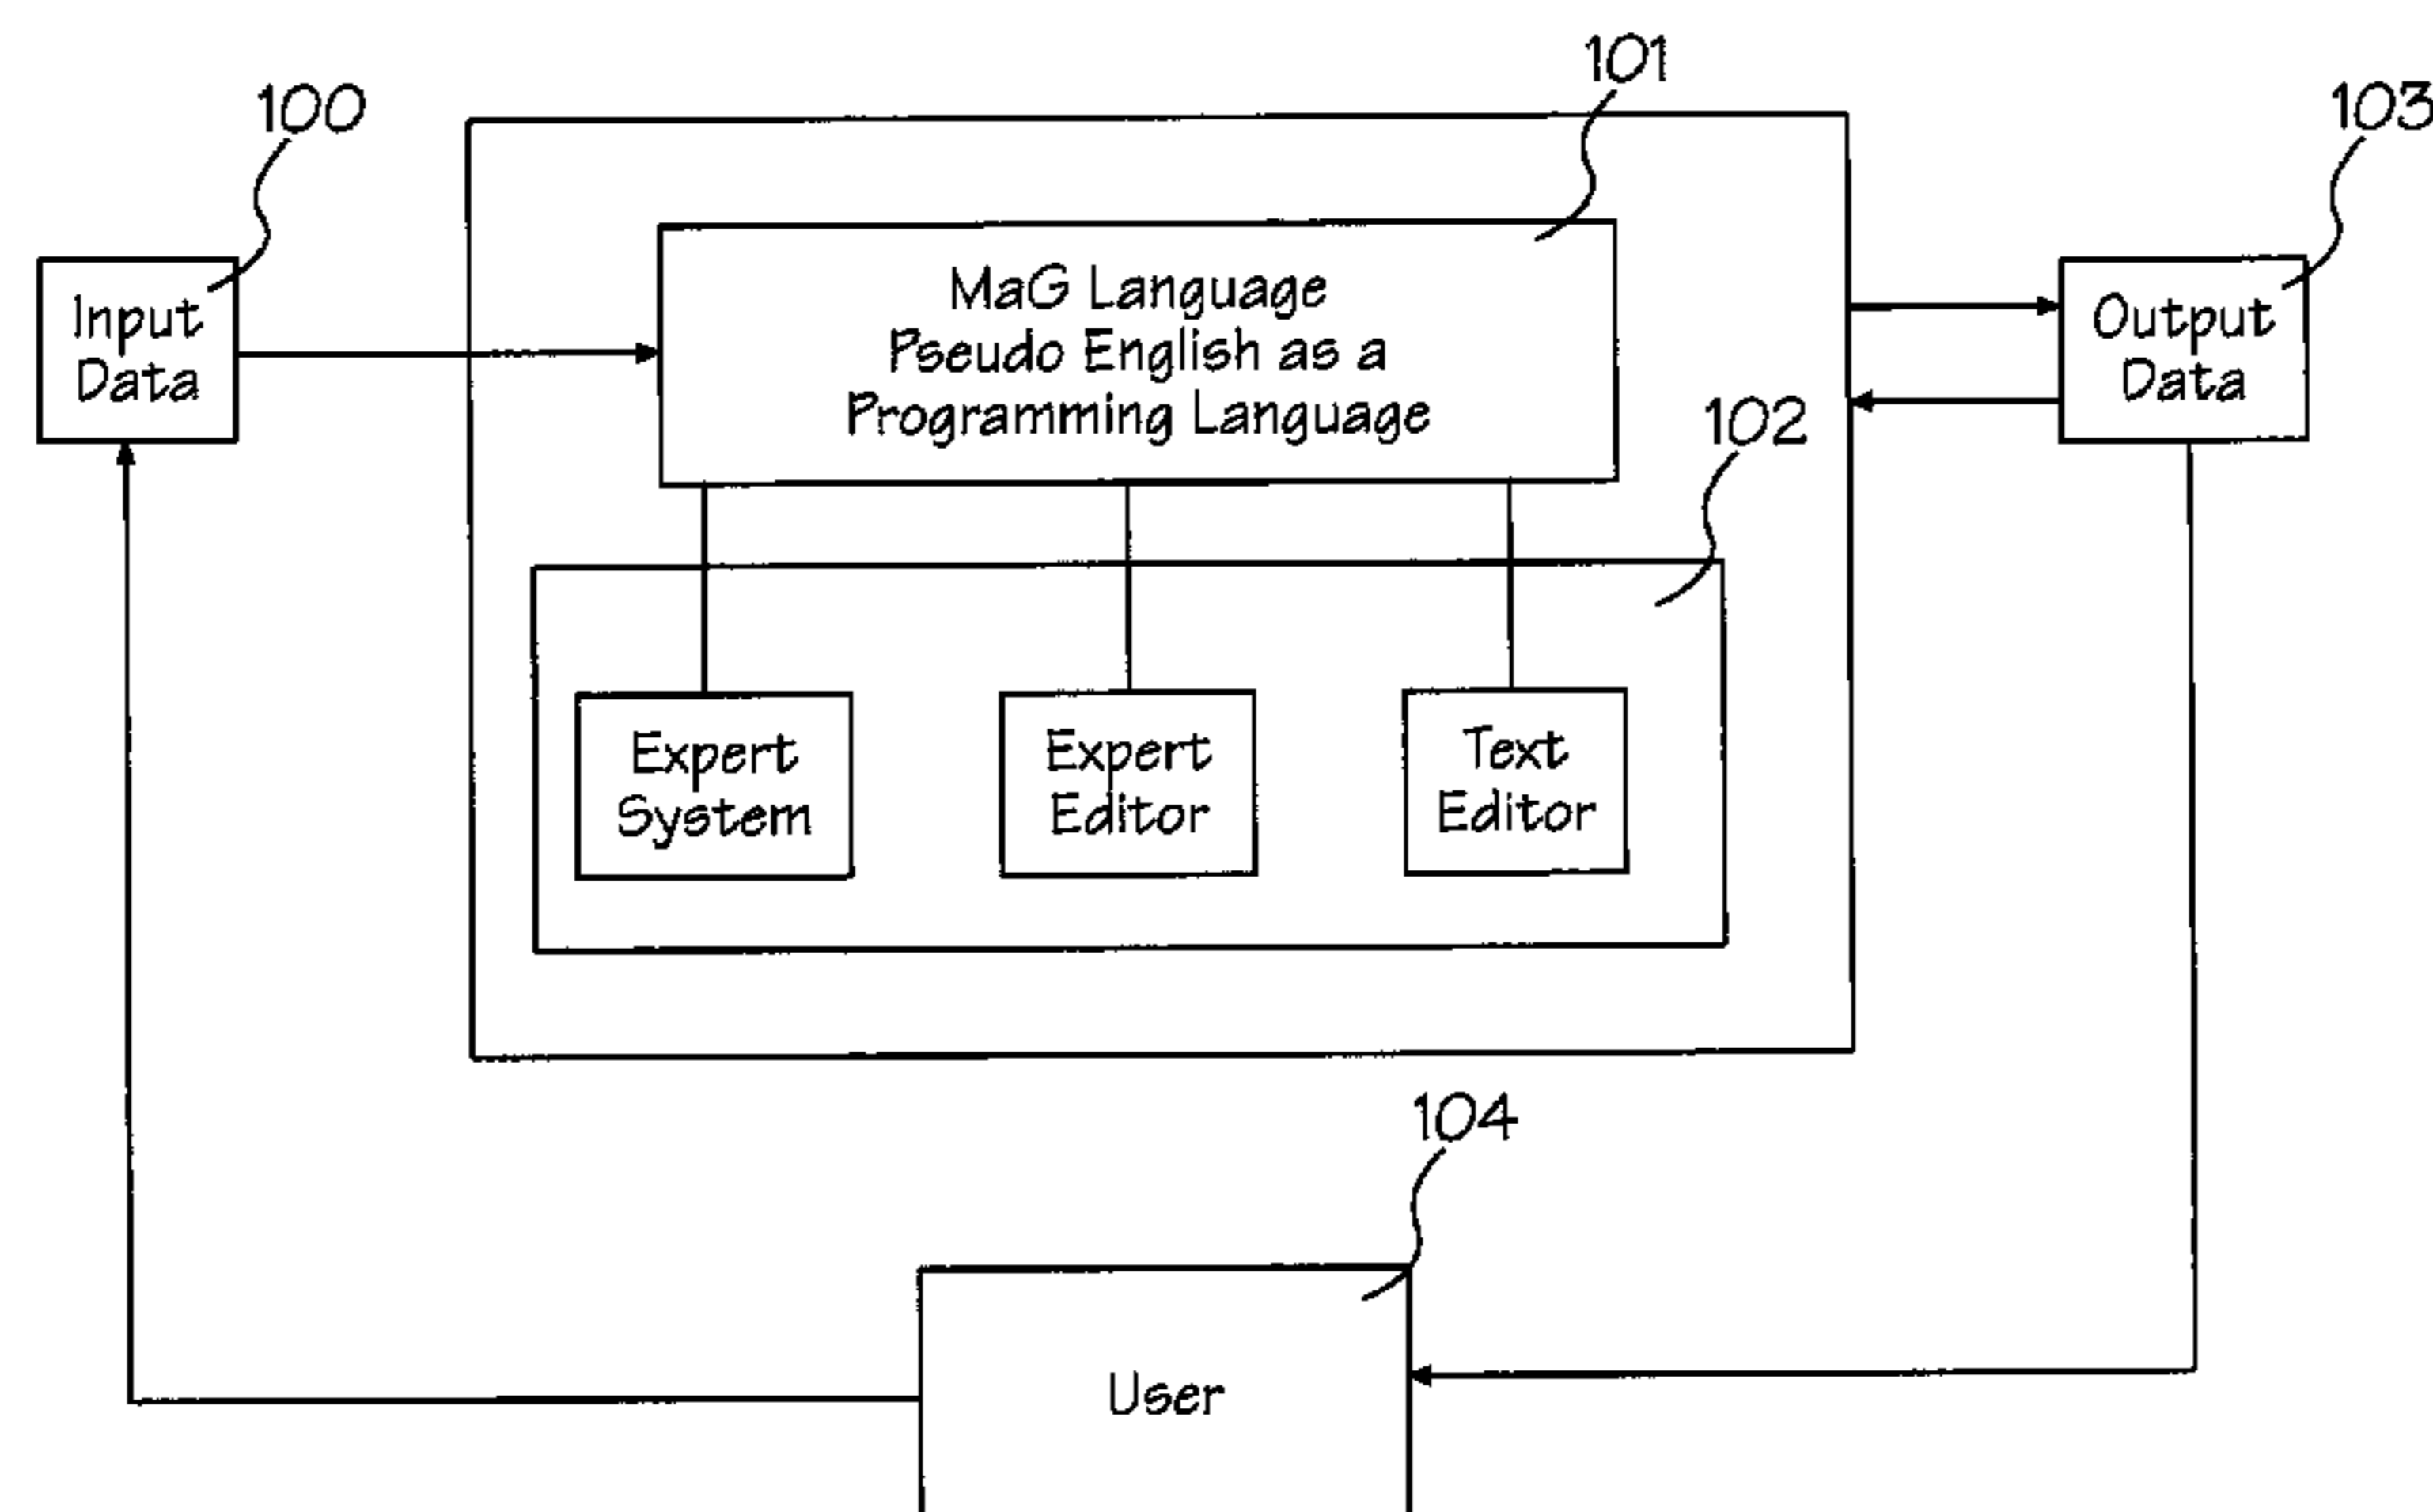 101
100
103
MaG Language
Pseudo English as a
Programming Language
Input
Data
Output
Data
102
Expert
System
Expert
Editor
Text
Editor
104
User